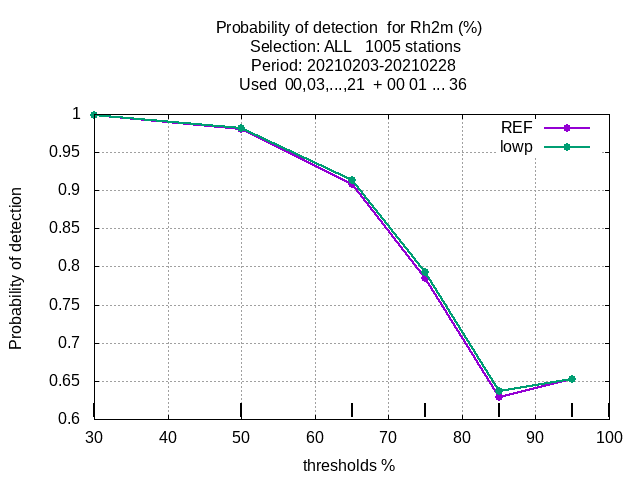 Probability of detection  for Rh2m (%)
Selection: ALL   1005 stations
Period: 20210203-20210228
Used  00,03,...,21  + 00 01 ... 36
REF
lowp
Probability of detection
1
0.95
0.9
0.85
0.8
0.75
0.7
0.65
0.6
30 40 50 60 70 80 90 100
thresholds %